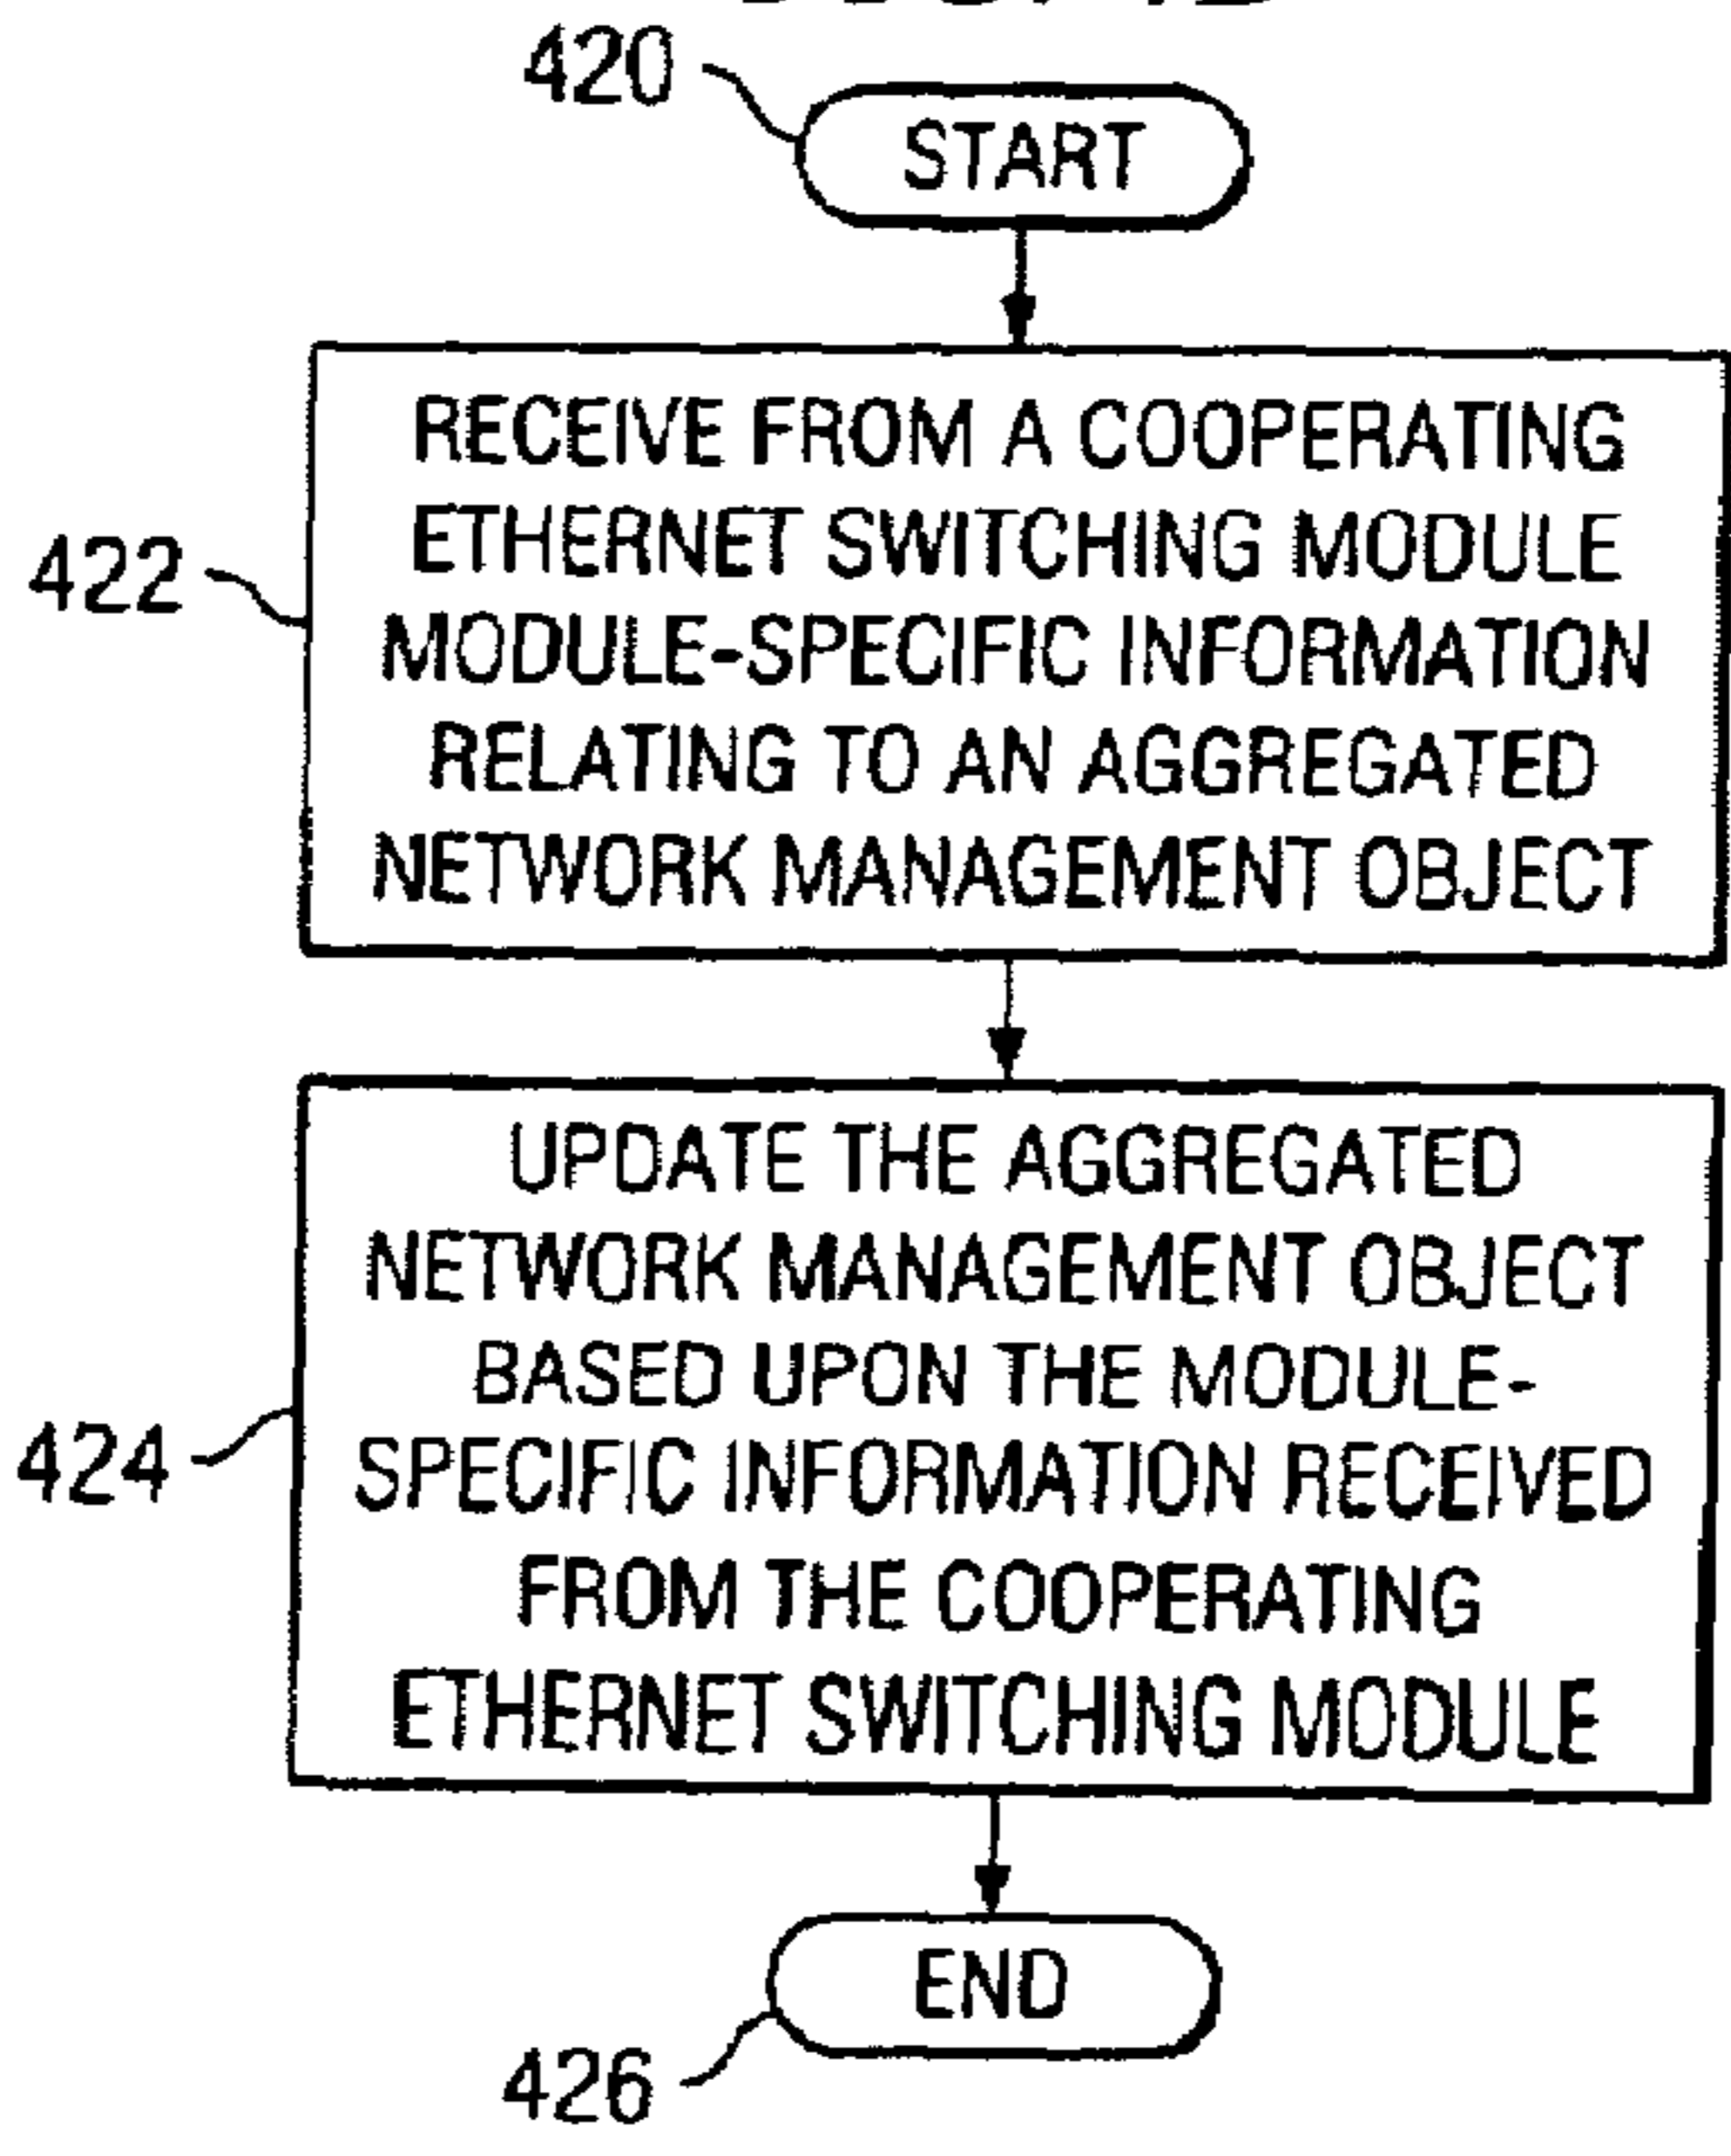 420
START
422
RECEIVE FROM A COOPERATING
ETHERNET SWITCHING MODULE
MODULE-SPECIFIC INFORMATION
RELATING TO AN AGGREGATED
NETWORK MANAGEMENT OBJECT
424
UPDATE THE AGGREGATED
NETWORK MANAGEMENT OBJECT
BASED UPON THE MODULE-
SPECIFIC INFORMATION RECEIVED
FROM THE COOPERATING
ETHERNET SWITCHING MODULE
END
426